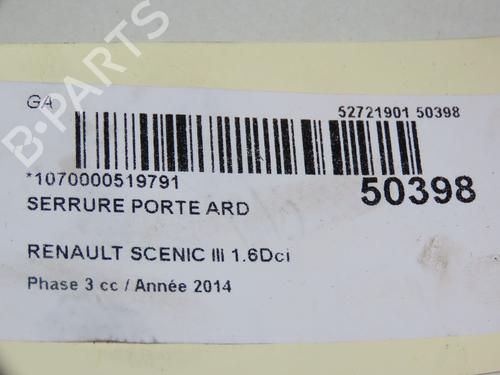 GA
52721901 50398
*1070000519791
50398
SERRURE PORTE ARD
RENAULT SCENIC III 1.6Dci
Phase 3 cc / Année 2014
B-PARTS